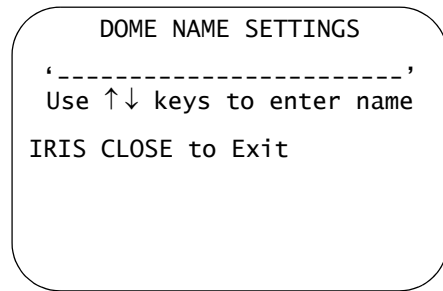 DOME NAME SETTINGS
‘________________________’
Use ↑↓ keys to enter name
IRIS CLOSE to Exit